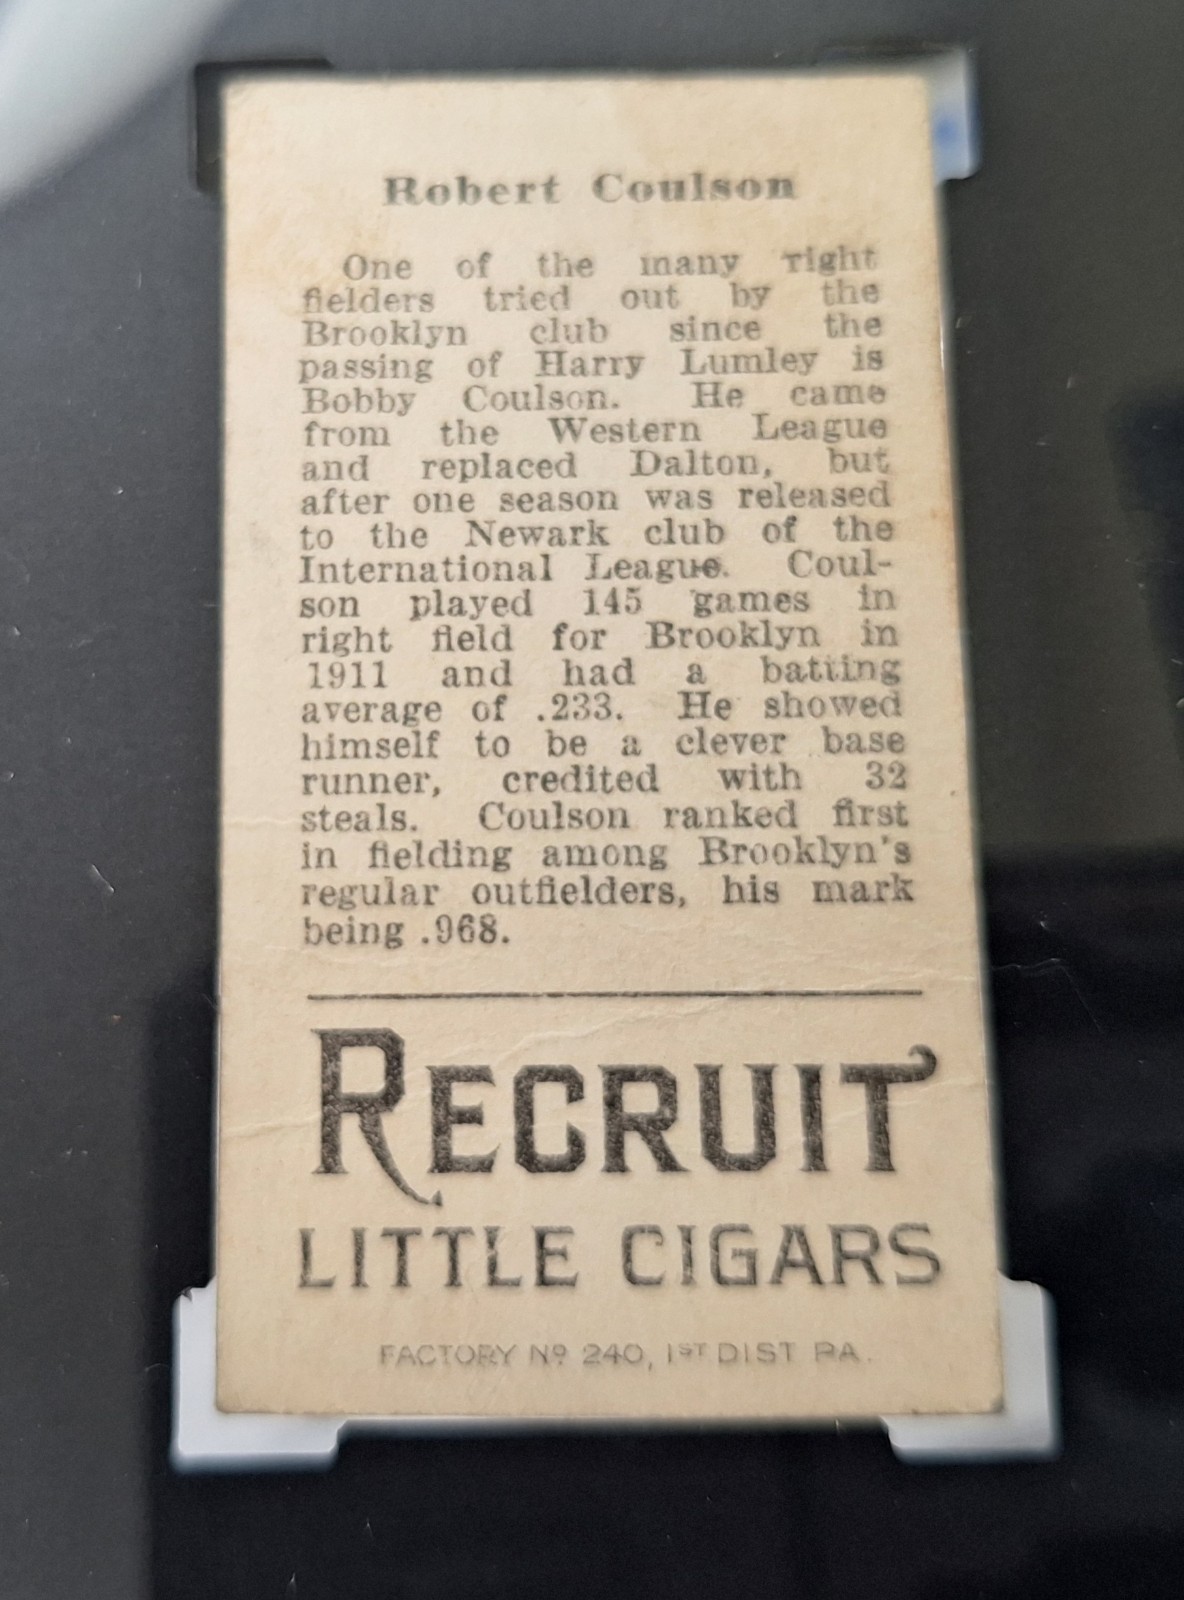 Robert Coulson
One of the many right
fielders tried out by the
Brooklyn club since the
passing of Harry Lumley is
Bobby Coulson. He came
from the Western League
and replaced Dalton, but
after one season was released
to the Newark club of the
International League. Coul-
son played 145 games in
right field for Brooklyn in
1911 and had a batting
average of .233. He showed
himself to be a clever base
runner, credited with 32
steals. Coulson ranked first
in fielding among Brooklyn's
regular outfielders, his mark
being .968.
RECRUIT
LITTLE CIGARS
FACTORY Nº 240, 1ST DIST PA.